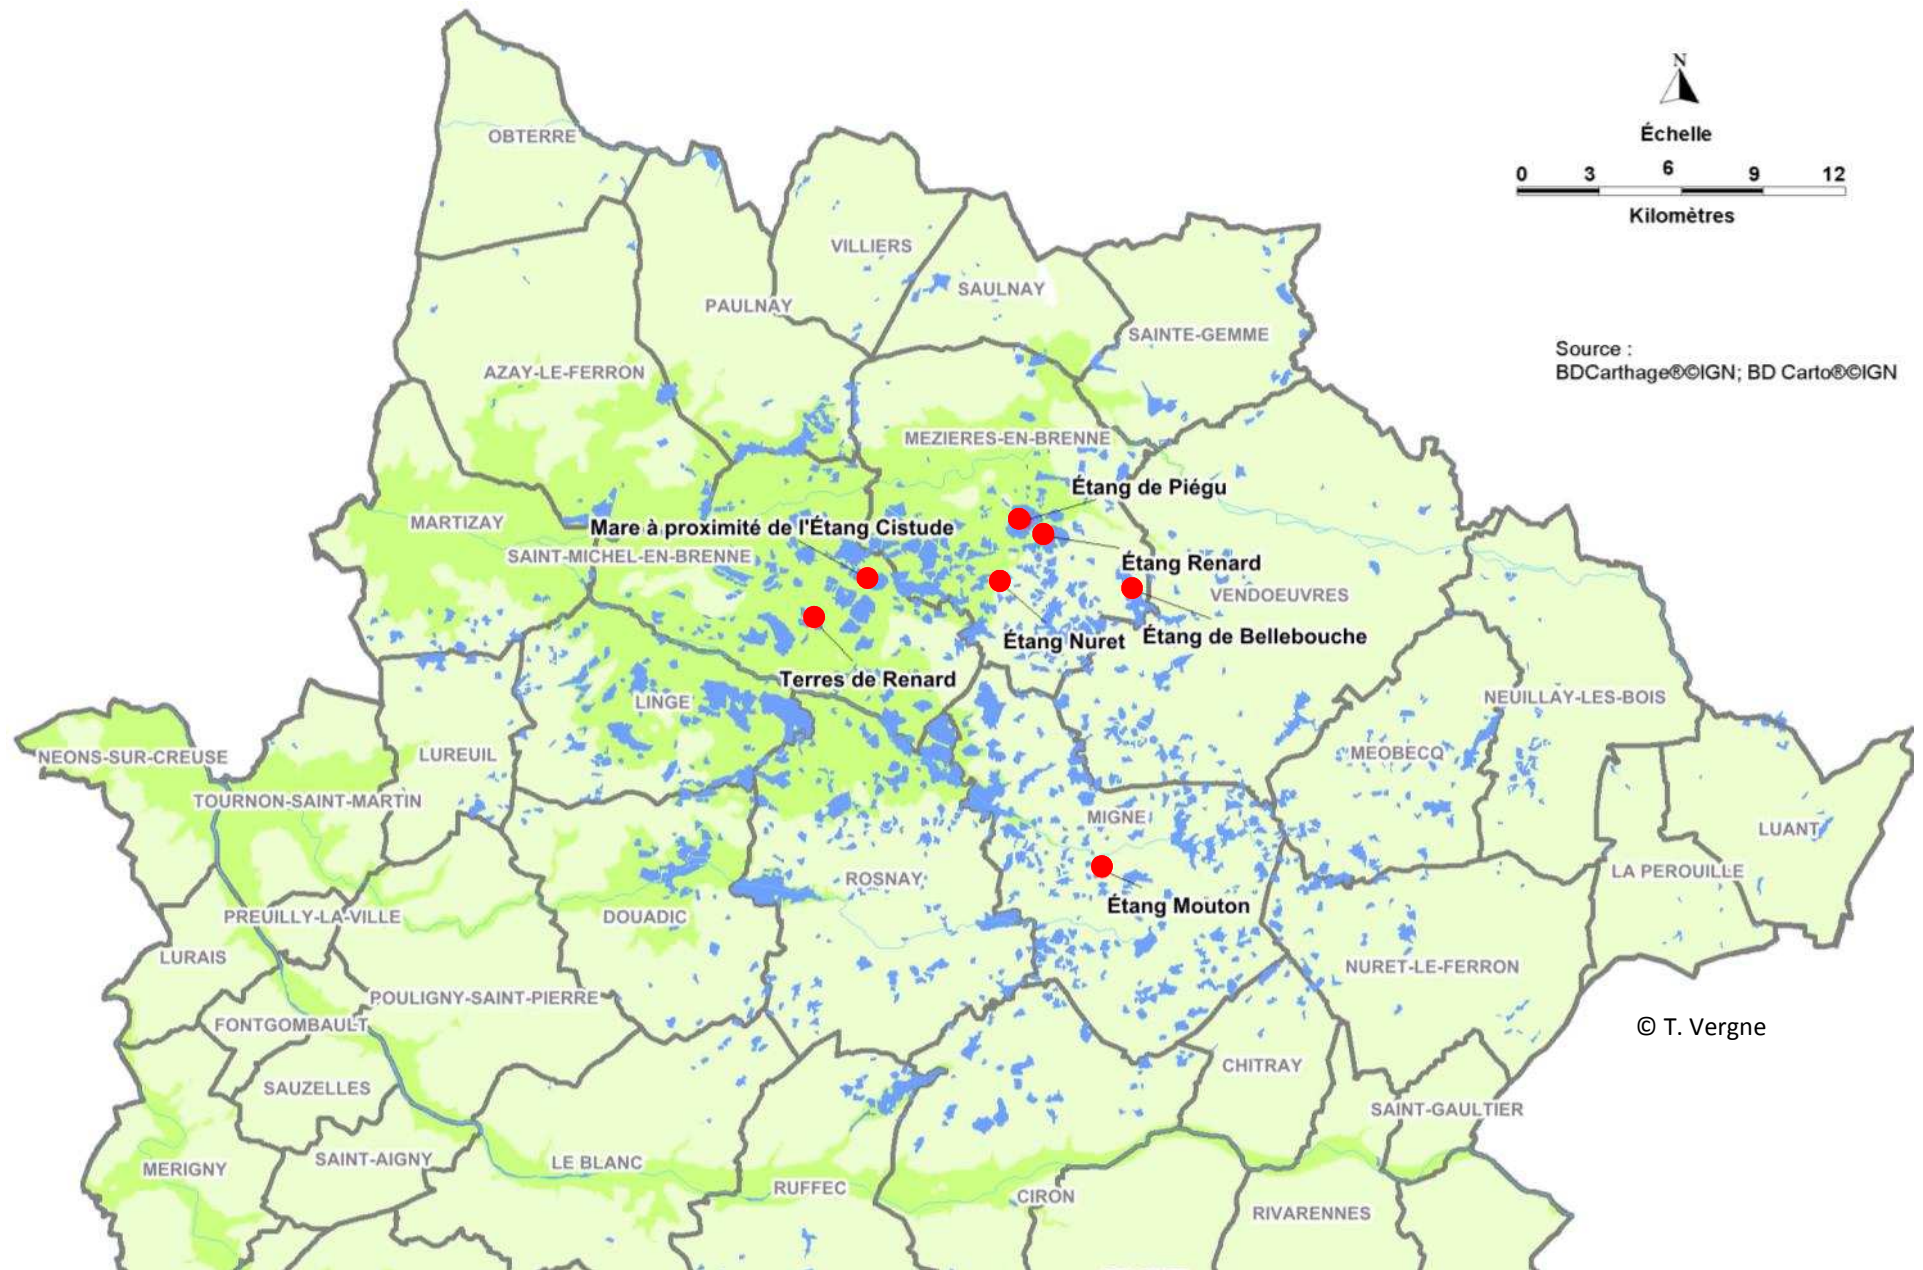 N
Échelle
0 3 6 9 12
Kilomètres
OBTERRE
VILLIERS
SAULNAY
PAULNAY
SAINTE-GEMME
Source :
BDCarthage®©IGN; BD Carto®©IGN
AZAY-LE-FERRON
MEZIERES-EN-BRENNE
Étang de Piégu
MARTIZAY
Mare à proximité de l'Étang Cistude
SAINT-MICHEL-EN-BRENNE
Étang Renard
VENDOEUVRES
Étang Nuret
Étang de Bellebouche
Terres de Renard
LINGE
NEUILLAY-LES-BOIS
NEONS-SUR-CREUSE
LUREUIL
MEOBECQ
TOURNON-SAINT-MARTIN
MIGNE
LUANT
LA PEROUILLE
ROSNAY
Étang Mouton
PREUILLY-LA-VILLE
DOUADIC
LURAIS
NURET-LE-FERRON
POULIGNY-SAINT-PIERRE
FONTGOMBAULT
© T. Vergne
CHITRAY
SAUZELLES
SAINT-GAULTIER
SAINT-AIGNY
LE BLANC
MERIGNY
RUFFEC
CIRON
RIVARENNES